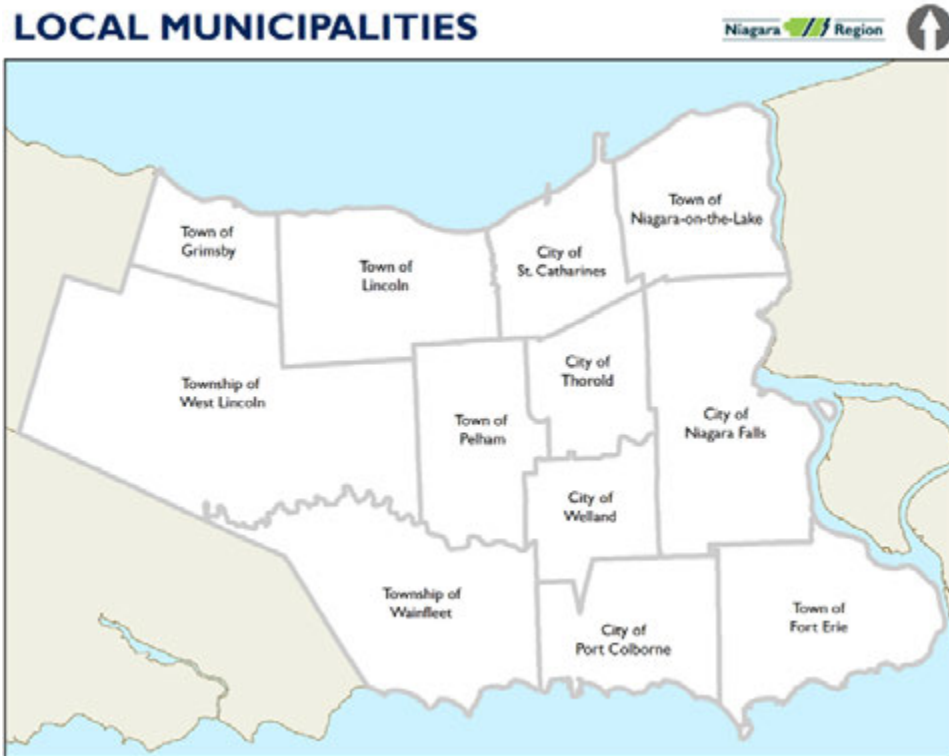 LOCAL MUNICIPALITIES
Niagara Region
Town of
Niagara-on-the-Lake
Town of
Grimsby
City of
St. Catharines
Town of
Lincoln
City of
Thorold
Township of
West Lincoln
Town of
Pelham
City of
Niagara Falls
City of
Welland
Township of
Wainfleet
Town of
Fort Erie
City of
Port Colborne